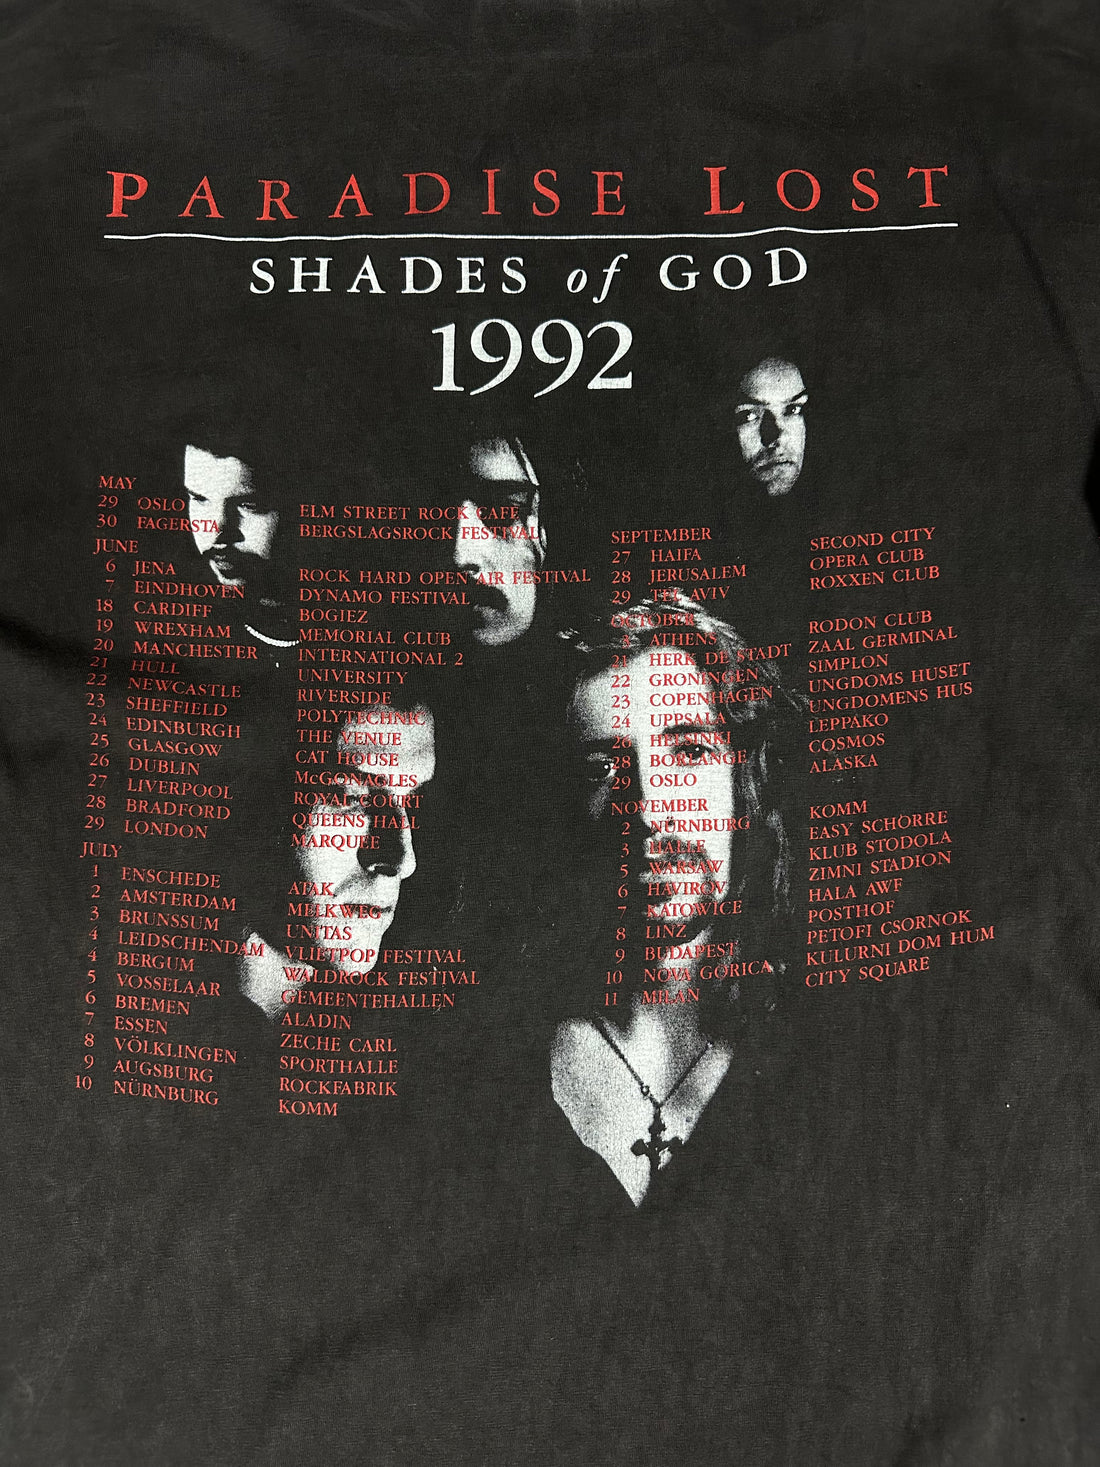 PARADISE LOST
SHADES of GOD
1992
MAY
29 OSLO ELM STREET ROCK CAFE
30 FAGERSTA BERGSLAGSROCK FESTIVAL
JUNE
6 JENA ROCK HARD OPEN AIR FESTIVAL
7 EINDHOVEN DYNAMO FESTIVAL
18 CARDIFF BOGIEZ
19 WREXHAM MEMORIAL CLUB
20 MANCHESTER INTERNATIONAL 2
21 HULL UNIVERSITY
22 NEWCASTLE RIVERSIDE
23 SHEFFIELD POLYTECHNIC
24 EDINBURGH THE VENUE
25 GLASGOW CAT HOUSE
26 DUBLIN McGONAGLES
27 LIVERPOOL ROYAL COURT
28 BRADFORD QUEENS HALL
29 LONDON MARQUEE
JULY
1 ENSCHEDE ATAK
2 AMSTERDAM MELKWEG
3 BRUNSSUM UNITAS
4 LEIDSCHENDAM VLIETPOP FESTIVAL
4 BERGUM WALDROCK FESTIVAL
5 VOSSELAAR GEMEENTEHALLEN
6 BREMEN ALADIN
7 ESSEN ZECHE CARL
8 VÖLKLINGEN SPORTHALLE
9 AUGSBURG ROCKFABRIK
10 NÜRNBURG KOMM
SEPTEMBER
27 HAIFA SECOND CITY
28 JERUSALEM OPERA CLUB
29 TEL AVIV ROXXEN CLUB
OCTOBER
ATHENS RODON CLUB
21 HERK DE STADT ZAAL GERMINAL
22 GRONINGEN SIMPLON
23 COPENHAGEN UNGDOMS HUSET
24 UPPSALA UNGDOMENS HUS
26 HELSINKI LEPPÄKO
28 BORLANGE COSMOS
29 OSLO ALASKA
NOVEMBER
2 NÜRNBURG KOMM
3 HALLE EASY SCHORRE
5 WARSAW KLUB STODOLA
6 HAVIROV ZIMNI STADION
7 KATOWICE HALA AWF
8 LINZ POSTHOF
9 BUDAPEST PETOFI CSORNOK
10 NOVA GORICA KULURNI DOM HUM
11 MILAN CITY SQUARE